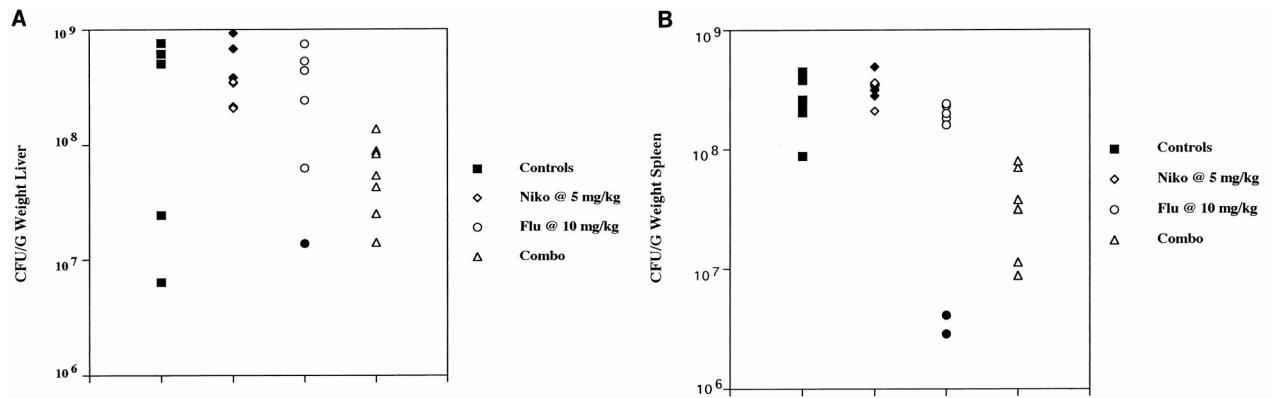 A
10⁹
10⁸
10⁷
10⁶
CFU/G Weight Liver
Controls
Niko @ 5 mg/kg
Flu @ 10 mg/kg
Combo
B
10⁹
10⁸
10⁷
10⁶
CFU/G Weight Spleen
Controls
Niko @ 5 mg/kg
Flu @ 10 mg/kg
Combo